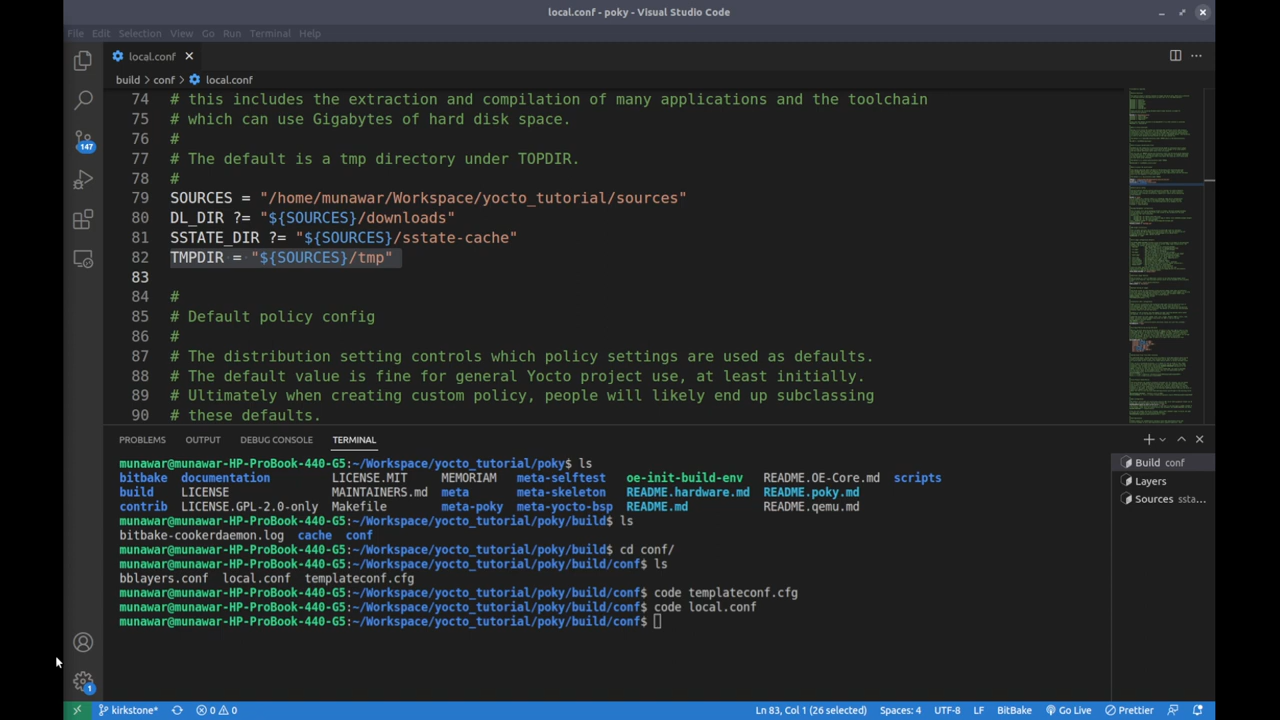 local.conf - poky - Visual Studio Code
File Edit Selection View Go Run Terminal Help
local.conf
build > conf > local.conf
74 # this includes the extraction and compilation of many applications and the toolchain
75 # which can use Gigabytes of hard disk space.
76 #
77 # The default is a tmp directory under TOPDIR.
78 #
79 SOURCES = "/home/munawar/Workspace/yocto_tutorial/sources"
80 DL_DIR ?= "${SOURCES}/downloads"
81 SSTATE_DIR ?= "${SOURCES}/sstate-cache"
82 TMPDIR = "${SOURCES}/tmp"
83
84 #
85 # Default policy config
86 #
87 # The distribution setting controls which policy settings are used as defaults.
88 # The default value is fine for general Yocto project use, at least initially.
89 # Ultimately when creating custom policy, people will likely end up subclassing
90 # these defaults.
147
PROBLEMS OUTPUT DEBUG CONSOLE TERMINAL
munawar@munawar-HP-ProBook-440-G5:~/Workspace/yocto_tutorial/poky$ ls
bitbake documentation LICENSE.MIT MEMORIAM meta-selftest oe-init-build-env README.OE-Core.md scripts
build LICENSE MAINTAINERS.md meta meta-skeleton README.hardware.md README.poky.md
contrib LICENSE.GPL-2.0-only Makefile meta-poky meta-yocto-bsp README.md README.qemu.md
munawar@munawar-HP-ProBook-440-G5:~/Workspace/yocto_tutorial/poky/build$ ls
bitbake-cookerdaemon.log cache conf
munawar@munawar-HP-ProBook-440-G5:~/Workspace/yocto_tutorial/poky/build$ cd conf/
munawar@munawar-HP-ProBook-440-G5:~/Workspace/yocto_tutorial/poky/build/conf$ ls
bblayers.conf local.conf templateconf.cfg
munawar@munawar-HP-ProBook-440-G5:~/Workspace/yocto_tutorial/poky/build/conf$ code templateconf.cfg
munawar@munawar-HP-ProBook-440-G5:~/Workspace/yocto_tutorial/poky/build/conf$ code local.conf
munawar@munawar-HP-ProBook-440-G5:~/Workspace/yocto_tutorial/poky/build/conf$
Build conf
Layers
Sources ssta...
1
kirkstone* 0 0 Ln 83, Col 1 (26 selected) Spaces: 4 UTF-8 LF BitBake Go Live Prettier